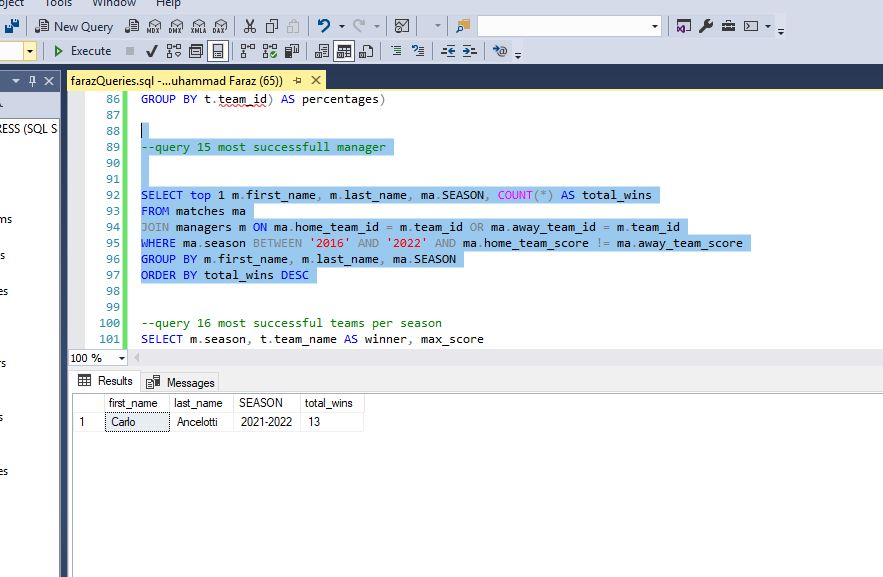 oject Tools Window Help
New Query MDX DMX XMLA DAX
Execute
farazQueries.sql -...uhammad Faraz (65))
RESS (SQL S
ms
s
es
rs
s
es
86 GROUP BY t.team_id) AS percentages)
87
88
89 --query 15 most successfull manager
90
91
92 SELECT top 1 m.first_name, m.last_name, ma.SEASON, COUNT(*) AS total_wins
93 FROM matches ma
94 JOIN managers m ON ma.home_team_id = m.team_id OR ma.away_team_id = m.team_id
95 WHERE ma.season BETWEEN '2016' AND '2022' AND ma.home_team_score != ma.away_team_score
96 GROUP BY m.first_name, m.last_name, ma.SEASON
97 ORDER BY total_wins DESC
98
99
100 --query 16 most successful teams per season
101 SELECT m.season, t.team_name AS winner, max_score
100 %
Results Messages
first_name last_name SEASON total_wins
1 Carlo Ancelotti 2021-2022 13